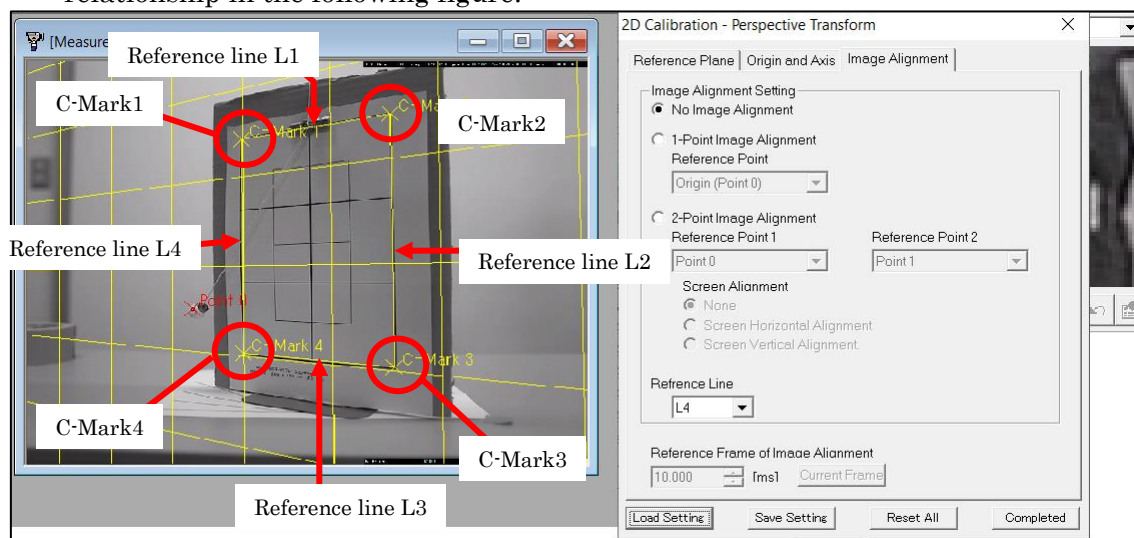 relationship in the following figure.
[Measure
Reference line L1
C-Mark1
C-Mark2
C-Mark 1
Reference line L4
Reference line L2
Point 0
C-Mark 4
C-Mark 3
C-Mark4
C-Mark3
Reference line L3
2D Calibration - Perspective Transform
Reference Plane
Origin and Axis
Image Alignment
Image Alignment Setting
No Image Alignment
1-Point Image Alignment
Reference Point
Origin (Point 0)
2-Point Image Alignment
Reference Point 1
Reference Point 2
Point 0
Point 1
Screen Alignment
None
Screen Horizontal Alignment
Screen Vertical Alignment.
Refrence Line
L4
Reference Frame of Image Alignment
10.000
[ms]
Current Frame
Load Setting
Save Setting
Reset All
Completed